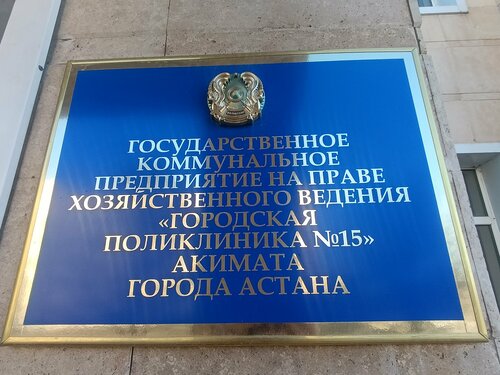 ГОСУДАРСТВЕННОЕ
КОММУНАЛЬНОЕ
ПРЕДПРИЯТИЕ НА ПРАВЕ
ХОЗЯЙСТВЕННОГО ВЕДЕНИЯ
«ГОРОДСКАЯ
ПОЛИКЛИНИКА №15»
АКИМАТА
ГОРОДА АСТАНА